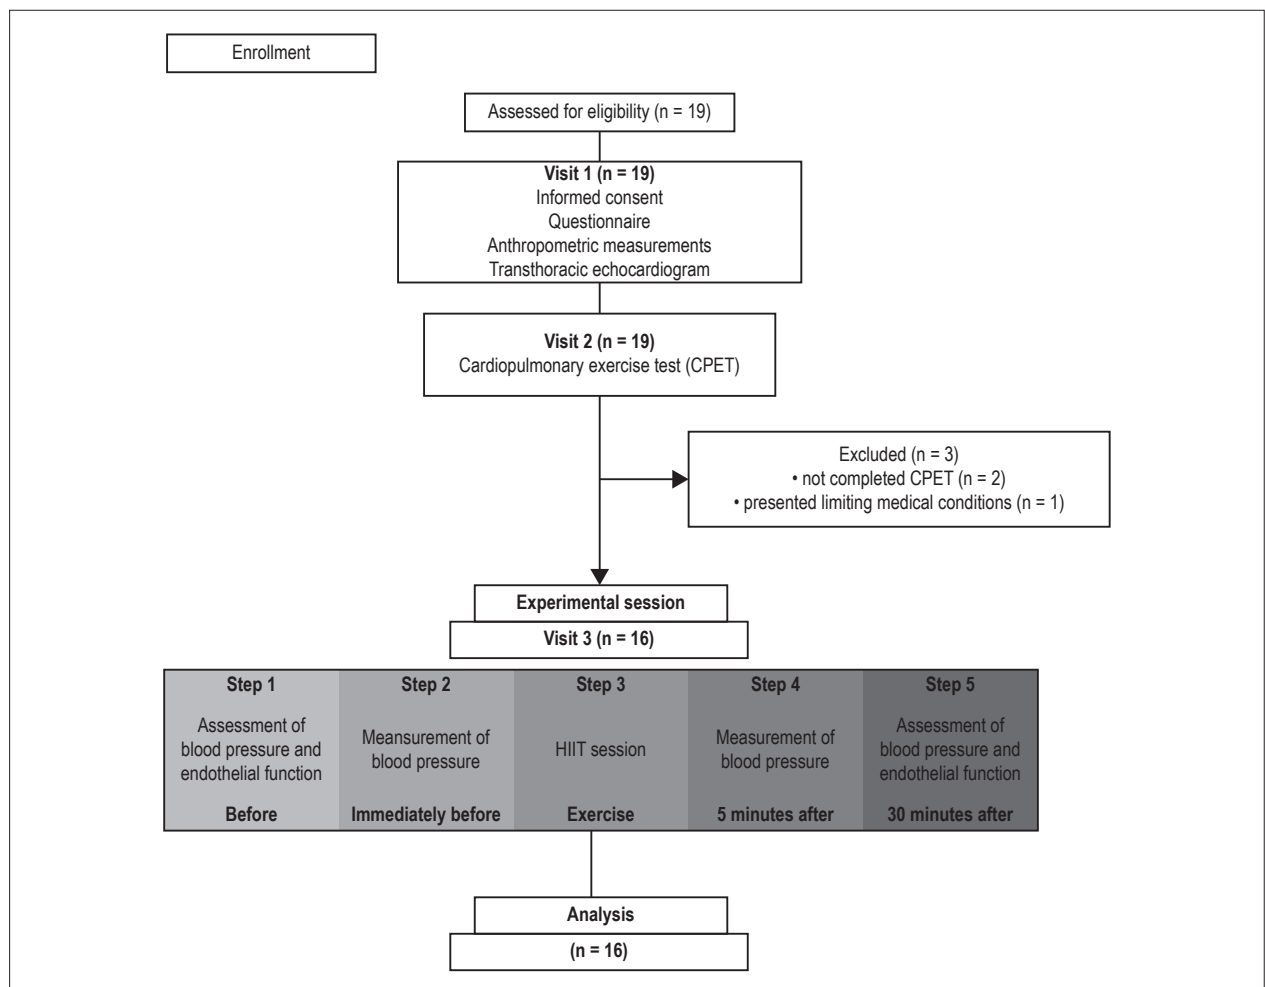 Enrollment
Assessed for eligibility (n = 19)
Visit 1 (n = 19)
Informed consent
Questionnaire
Anthropometric measurements
Transthoracic echocardiogram
Visit 2 (n = 19)
Cardiopulmonary exercise test (CPET)
Excluded (n = 3)
• not completed CPET (n = 2)
• presented limiting medical conditions (n = 1)
Experimental session
Visit 3 (n = 16)
Step 1
Assessment of
blood pressure and
endothelial function
Before
Step 2
Meansurement of
blood pressure
Immediately before
Step 3
HIIT session
Exercise
Step 4
Measurement of
blood pressure
5 minutes after
Step 5
Assessment of
blood pressure and
endothelial function
30 minutes after
Analysis
(n = 16)